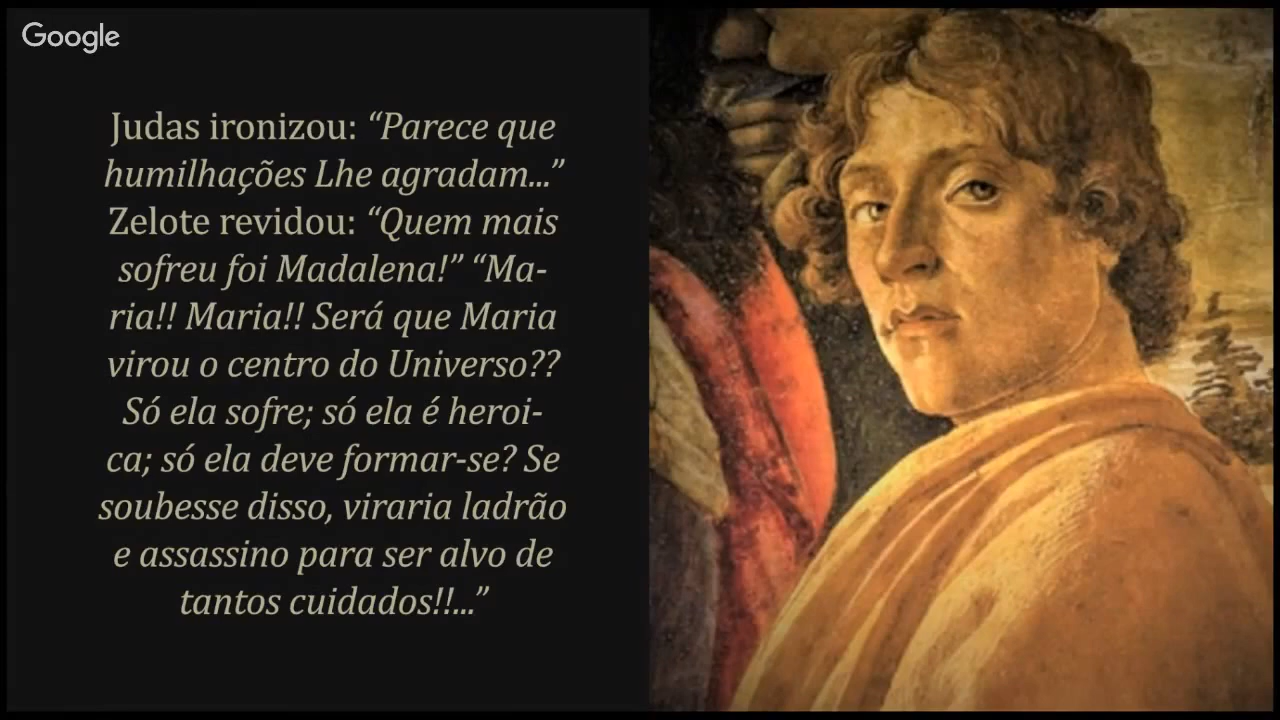 Google
Judas ironizou: “Parece que
humilhações Lhe agradam...”
Zelote revidou: “Quem mais
sofreu foi Madalena!” “Ma-
ria!! Maria!! Será que Maria
virou o centro do Universo??
Só ela sofre; só ela é heroi-
ca; só ela deve formar-se? Se
soubesse disso, viraria ladrão
e assassino para ser alvo de
tantos cuidados!!...”